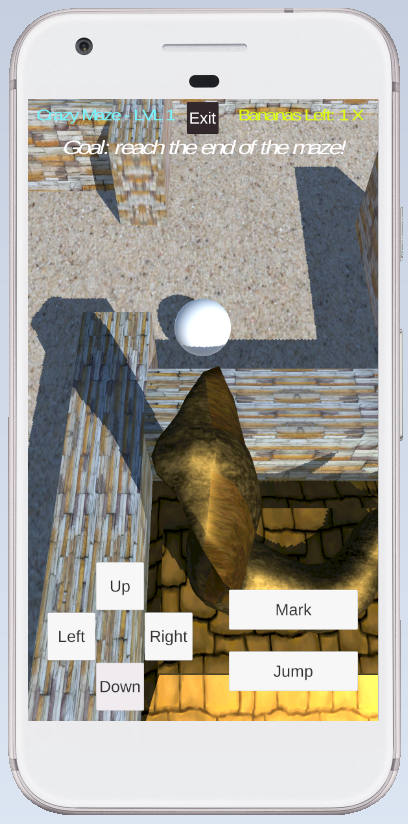 Crazy Maze - LVL 1
Exit
Bananas Left: 1 X
Goal: reach the end of the maze!
Up
Left
Right
Down
Mark
Jump